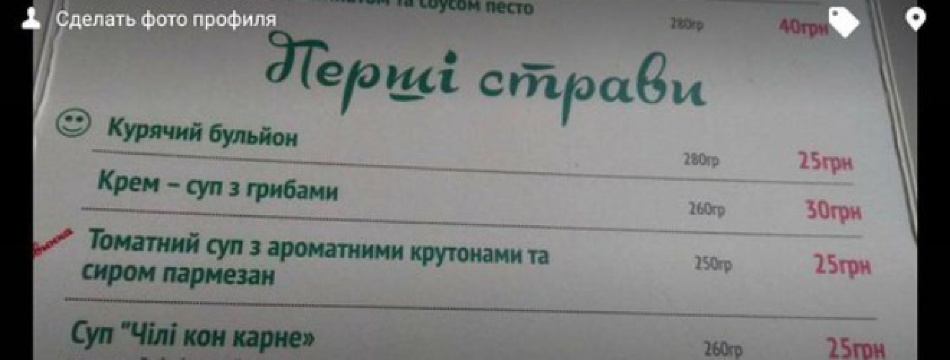 Сделать фото профиля
та соусом песто
280гр
40грн
Перші страви
Курячий бульйон
280гр
25грн
Крем – суп з грибами
260гр
30грн
Томатний суп з ароматними крутонами та
сиром пармезан
250гр
25грн
Суп "Чілі кон карне»
260гр
25грн